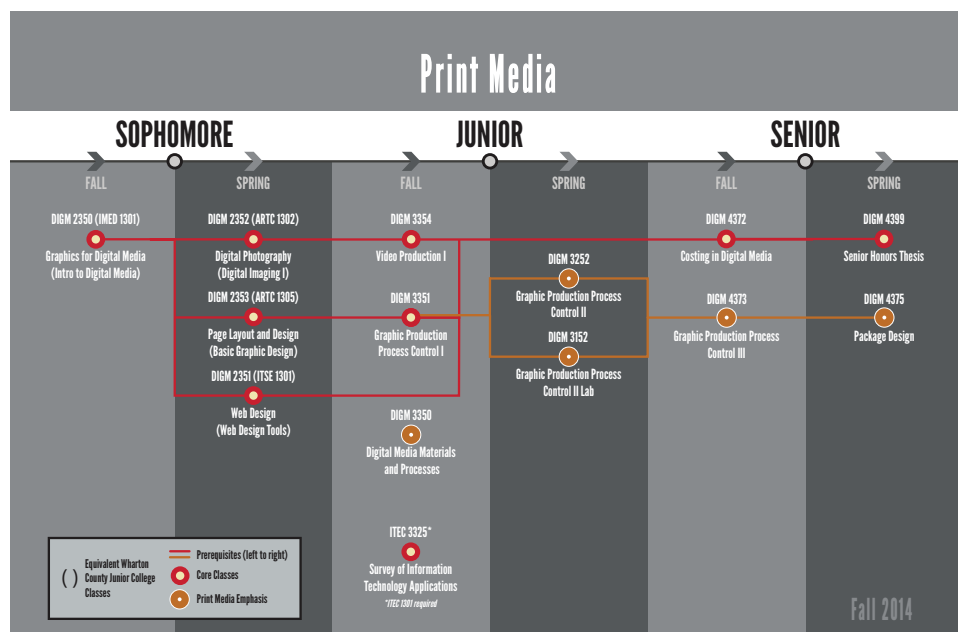 Print Media
SOPHOMORE
JUNIOR
SENIOR
FALL
SPRING
FALL
SPRING
FALL
SPRING
DIGM 2350 (IMED 1301)
Graphics for Digital Media
(Intro to Digital Media)
DIGM 2352 (ARTC 1302)
Digital Photography
(Digital Imaging I)
DIGM 2353 (ARTC 1305)
Page Layout and Design
(Basic Graphic Design)
DIGM 2351 (ITSE 1301)
Web Design
(Web Design Tools)
DIGM 3354
Video Production I
DIGM 3351
Graphic Production
Process Control I
DIGM 3350
Digital Media Materials
and Processes
ITEC 3325*
Survey of Information
Technology Applications
*ITEC 1301 required
DIGM 3252
Graphic Production Process
Control II
DIGM 3152
Graphic Production Process
Control II Lab
DIGM 4372
Costing in Digital Media
DIGM 4373
Graphic Production Process
Control III
DIGM 4399
Senior Honors Thesis
DIGM 4375
Package Design
( )
Equivalent Wharton
County Junior College
Classes
Prerequisites (left to right)
Core Classes
Print Media Emphasis
Fall 2014